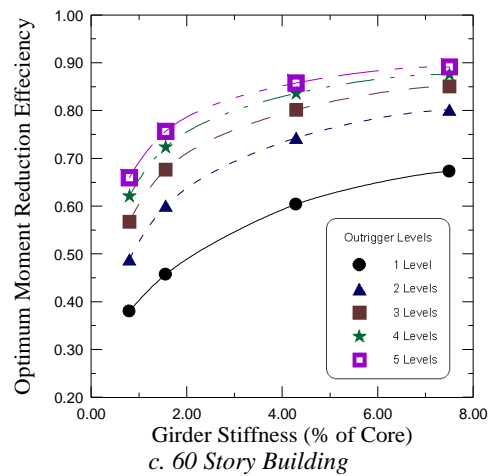 Optimum Moment Reduction Effeciency
1.00
0.90
0.80
0.70
0.60
0.50
0.40
0.30
0.20
Outrigger Levels
1 Level
2 Levels
3 Levels
4 Levels
5 Levels
0.00 2.00 4.00 6.00 8.00
Girder Stiffness (% of Core)
c. 60 Story Building